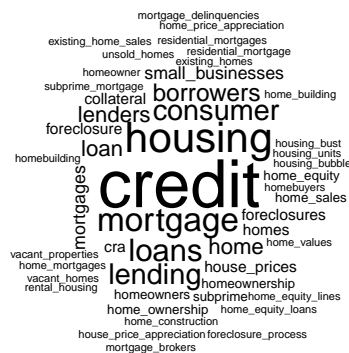 mortgage_delinquencies
home_price_appreciation
existing_home_sales residential_mortgages
unsold_homes residential_mortgage
existing_homes
homeowner small_businesses
subprime_mortgage borrowers home_building
collateral consumer
lenders
foreclosure housing housing_bust
loan housing_units
homebuilding housing_bubble
credit home_equity
homebuyers
mortgages home_sales
mortgage foreclosures
homes
cra loans home home_values
vacant_properties
home_mortgages lending house_prices
vacant_homes
rental_housing homeownership
homeowners subprime home_equity_lines
home_ownership home_equity_loans
home_construction
house_price_appreciation foreclosure_process
mortgage_brokers